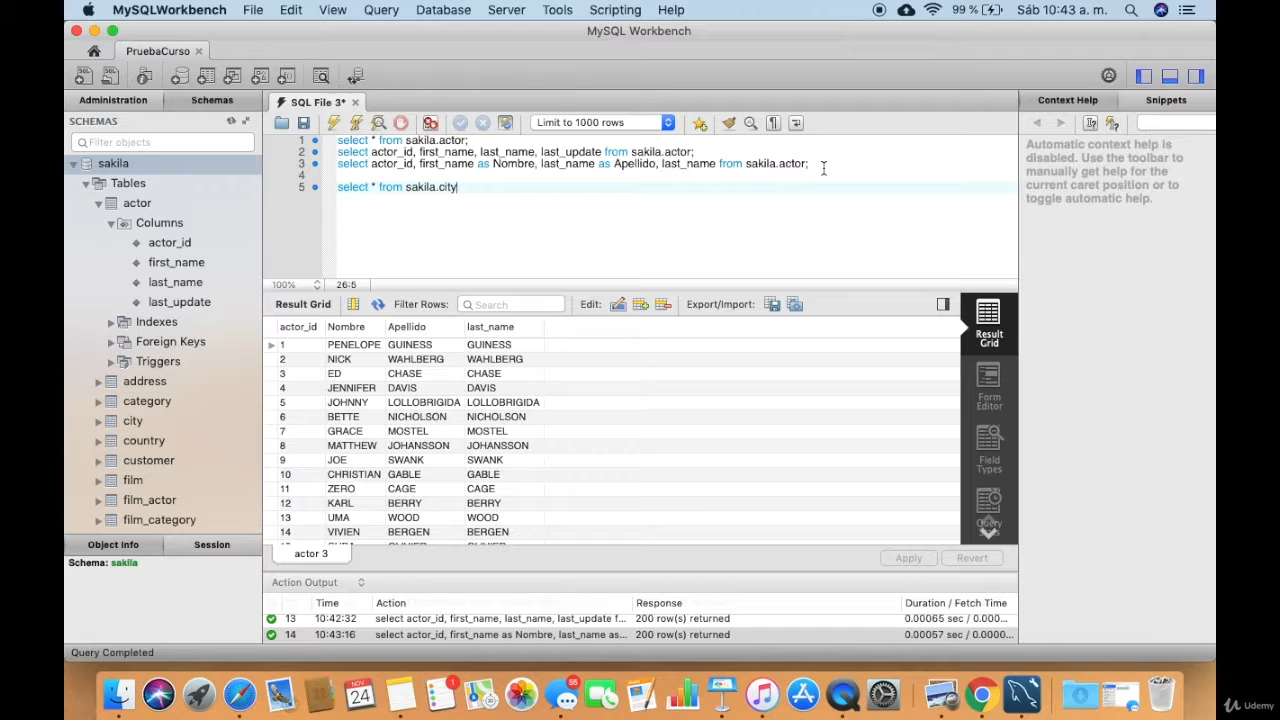 MySQLWorkbench File Edit View Query Database Server Tools Scripting Help 99 % Sáb 10:43 a. m.
MySQL Workbench
PruebaCurso
Administration Schemas SQL File 3* Context Help Snippets
SCHEMAS
Filter objects
Limit to 1000 rows
sakila
Tables
actor
Columns
actor_id
first_name
last_name
last_update
Indexes
Foreign Keys
Triggers
address
category
city
country
customer
film
film_actor
film_category
1 select * from sakila.actor;
2 select actor_id, first_name, last_name, last_update from sakila.actor;
3 select actor_id, first_name as Nombre, last_name as Apellido, last_name from sakila.actor;
4
5 select * from sakila.city
Automatic context help is
disabled. Use the toolbar to
manually get help for the
current caret position or to
toggle automatic help.
100% 26:5
Result Grid Filter Rows: Search Edit: Export/Import:
actor_id Nombre Apellido last_name
1 PENELOPE GUINESS GUINESS
2 NICK WAHLBERG WAHLBERG
3 ED CHASE CHASE
4 JENNIFER DAVIS DAVIS
5 JOHNNY LOLLOBRIGIDA LOLLOBRIGIDA
6 BETTE NICHOLSON NICHOLSON
7 GRACE MOSTEL MOSTEL
8 MATTHEW JOHANSSON JOHANSSON
9 JOE SWANK SWANK
10 CHRISTIAN GABLE GABLE
11 ZERO CAGE CAGE
12 KARL BERRY BERRY
13 UMA WOOD WOOD
14 VIVIEN BERGEN BERGEN
Result
Grid
Form
Editor
Field
Types
Object Info Session
Schema: sakila
actor 3 Apply Revert
Action Output
Time Action Response Duration / Fetch Time
13 10:42:32 select actor_id, first_name, last_name, last_update f... 200 row(s) returned 0.00065 sec / 0.000...
14 10:43:16 select actor_id, first_name as Nombre, last_name as... 200 row(s) returned 0.00057 sec / 0.0000...
Query Completed
NOV
24
1
95
Udemy